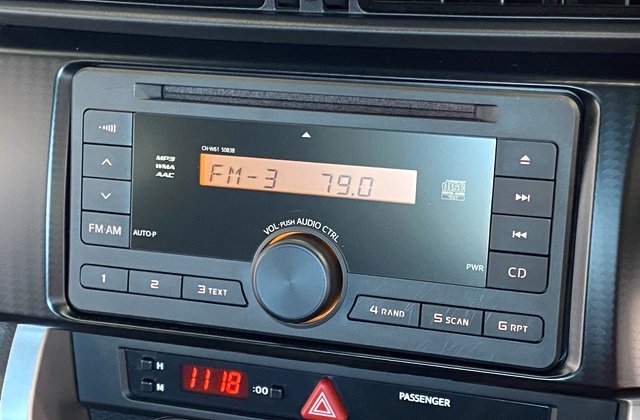 CN-W61 S0838
MP3
WMA
AAC
FM-3 79.0
COMPACT disc
TEXT
VOL·PUSH AUDIO CTRL
FM·AM
AUTO·P
PWR
CD
1
2
3 TEXT
4 RAND
5 SCAN
6 RPT
H
M
11:18
:00
PASSENGER